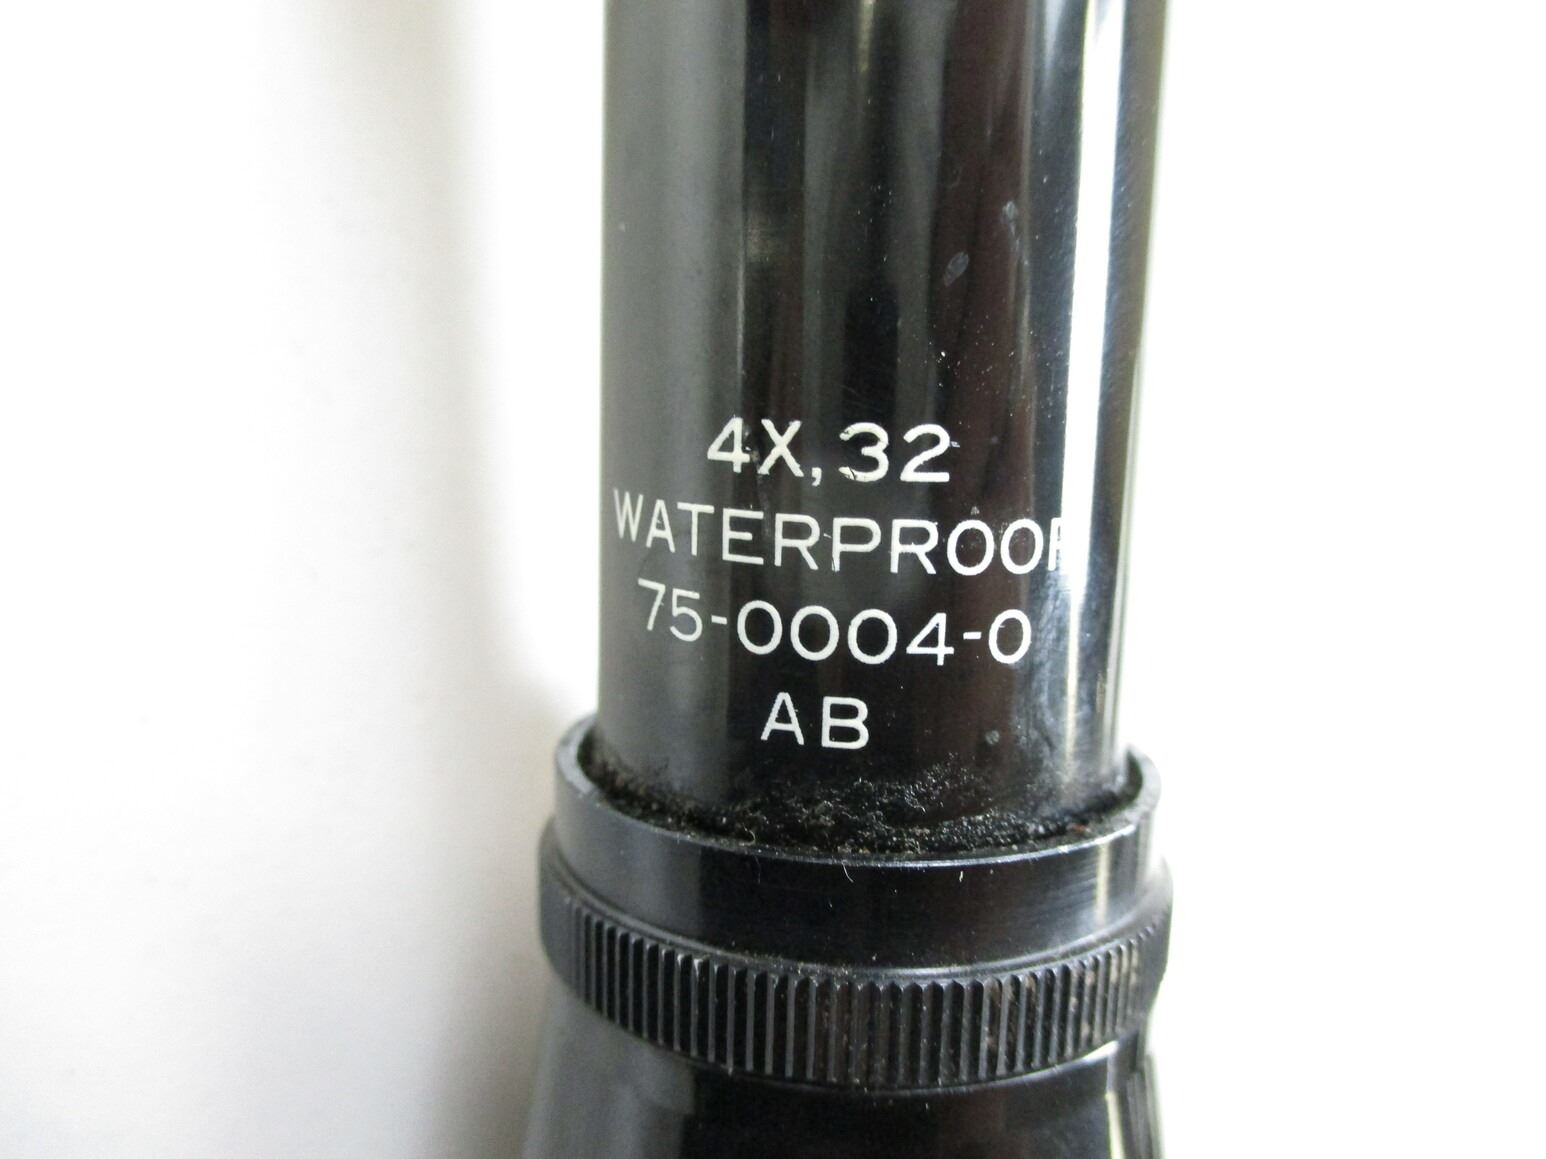 4X, 32
WATERPROOF
75-0004-0
AB